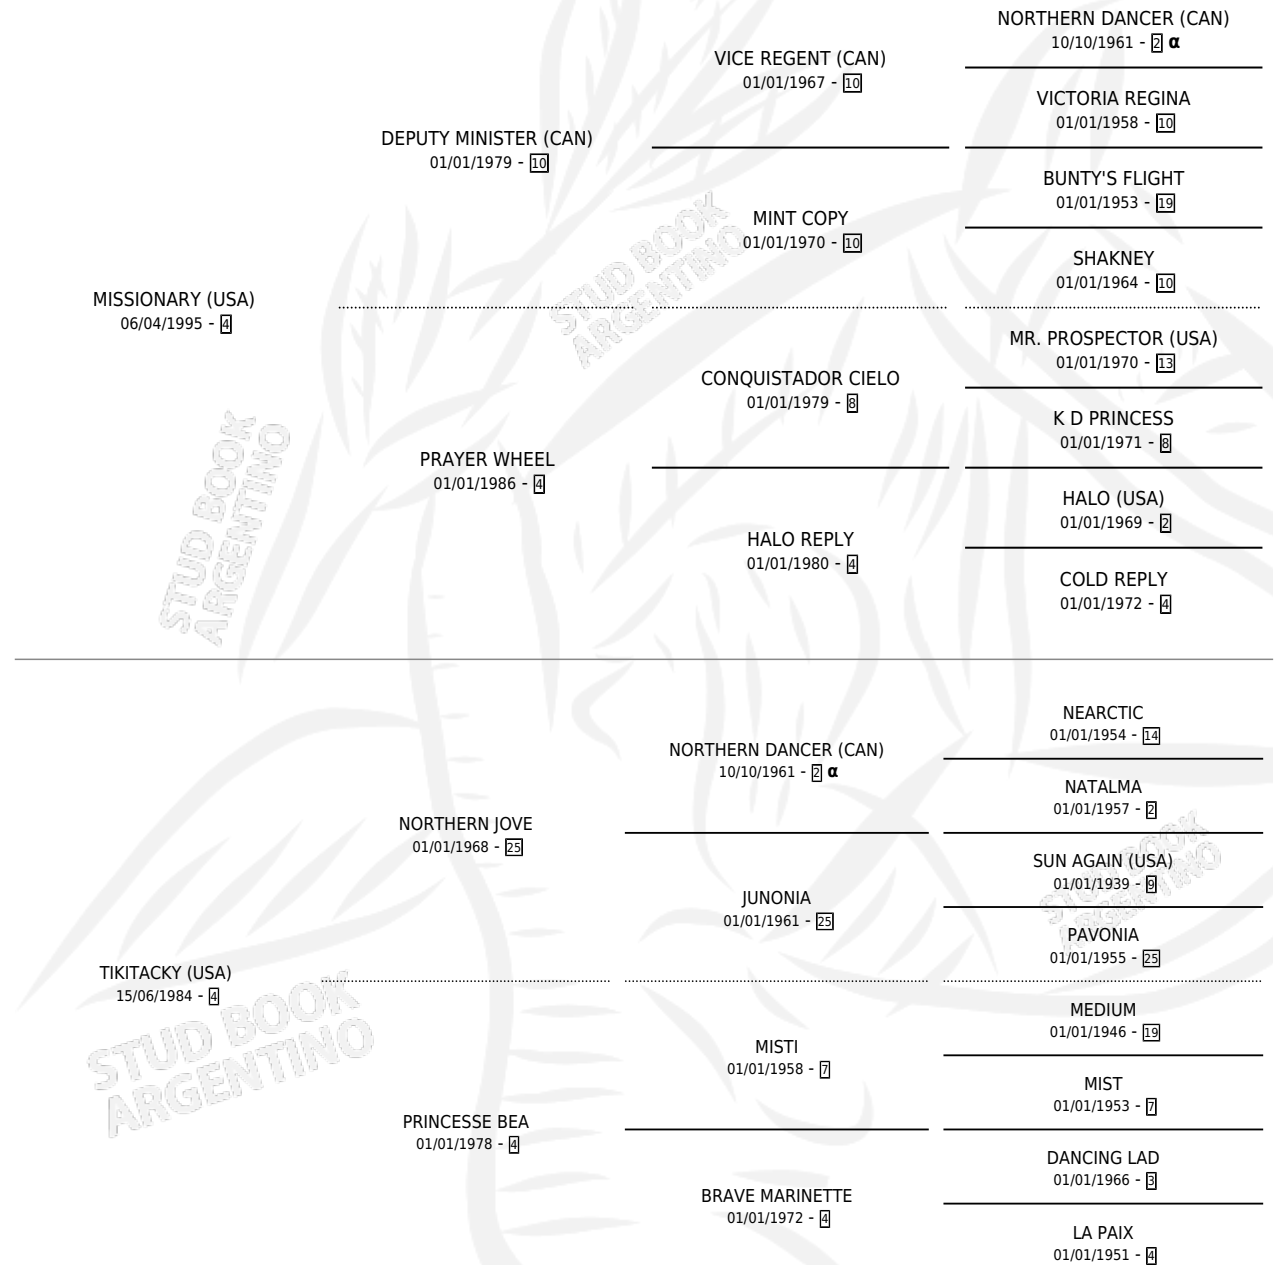 NORTHERN DANCER (CAN)
10/10/1961 - 2 α
VICE REGENT (CAN)
01/01/1967 - 10
VICTORIA REGINA
01/01/1958 - 10
DEPUTY MINISTER (CAN)
01/01/1979 - 10
BUNTY'S FLIGHT
01/01/1953 - 19
MINT COPY
01/01/1970 - 10
SHAKNEY
01/01/1964 - 10
MISSIONARY (USA)
06/04/1995 - 4
MR. PROSPECTOR (USA)
01/01/1970 - 13
CONQUISTADOR CIELO
01/01/1979 - 8
K D PRINCESS
01/01/1971 - 8
PRAYER WHEEL
01/01/1986 - 4
HALO (USA)
01/01/1969 - 2
HALO REPLY
01/01/1980 - 4
COLD REPLY
01/01/1972 - 4
NEARCTIC
01/01/1954 - 14
NORTHERN DANCER (CAN)
10/10/1961 - 2 α
NATALMA
01/01/1957 - 2
NORTHERN JOVE
01/01/1968 - 25
SUN AGAIN (USA)
01/01/1939 - 9
JUNONIA
01/01/1961 - 25
PAVONIA
01/01/1955 - 25
TIKITACKY (USA)
15/06/1984 - 4
MEDIUM
01/01/1946 - 19
MISTI
01/01/1958 - 7
MIST
01/01/1953 - 7
PRINCESSE BEA
01/01/1978 - 4
DANCING LAD
01/01/1966 - 3
BRAVE MARINETTE
01/01/1972 - 4
LA PAIX
01/01/1951 - 4
STUD BOOK
ARGENTINO
STUD BOOK
ARGENTINO
STUD BOOK
ARGENTINO
STUD BOOK
ARGENTINO